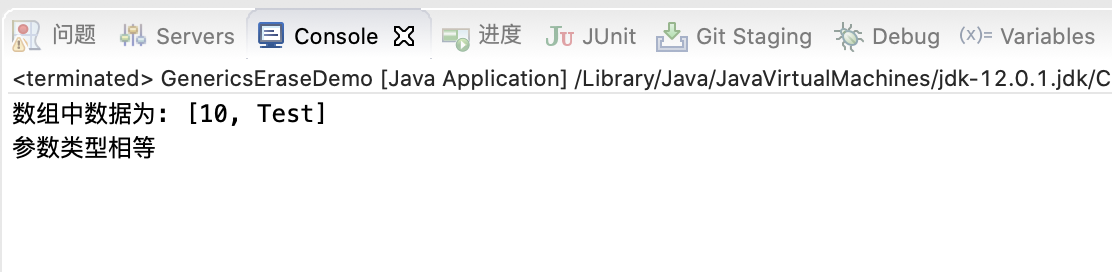 问题 Servers Console 进度 JUnit Git Staging Debug (x)= Variables
<terminated> GenericsEraseDemo [Java Application] /Library/Java/JavaVirtualMachines/jdk-12.0.1.jdk/C
数组中数据为: [10, Test]
参数类型相等